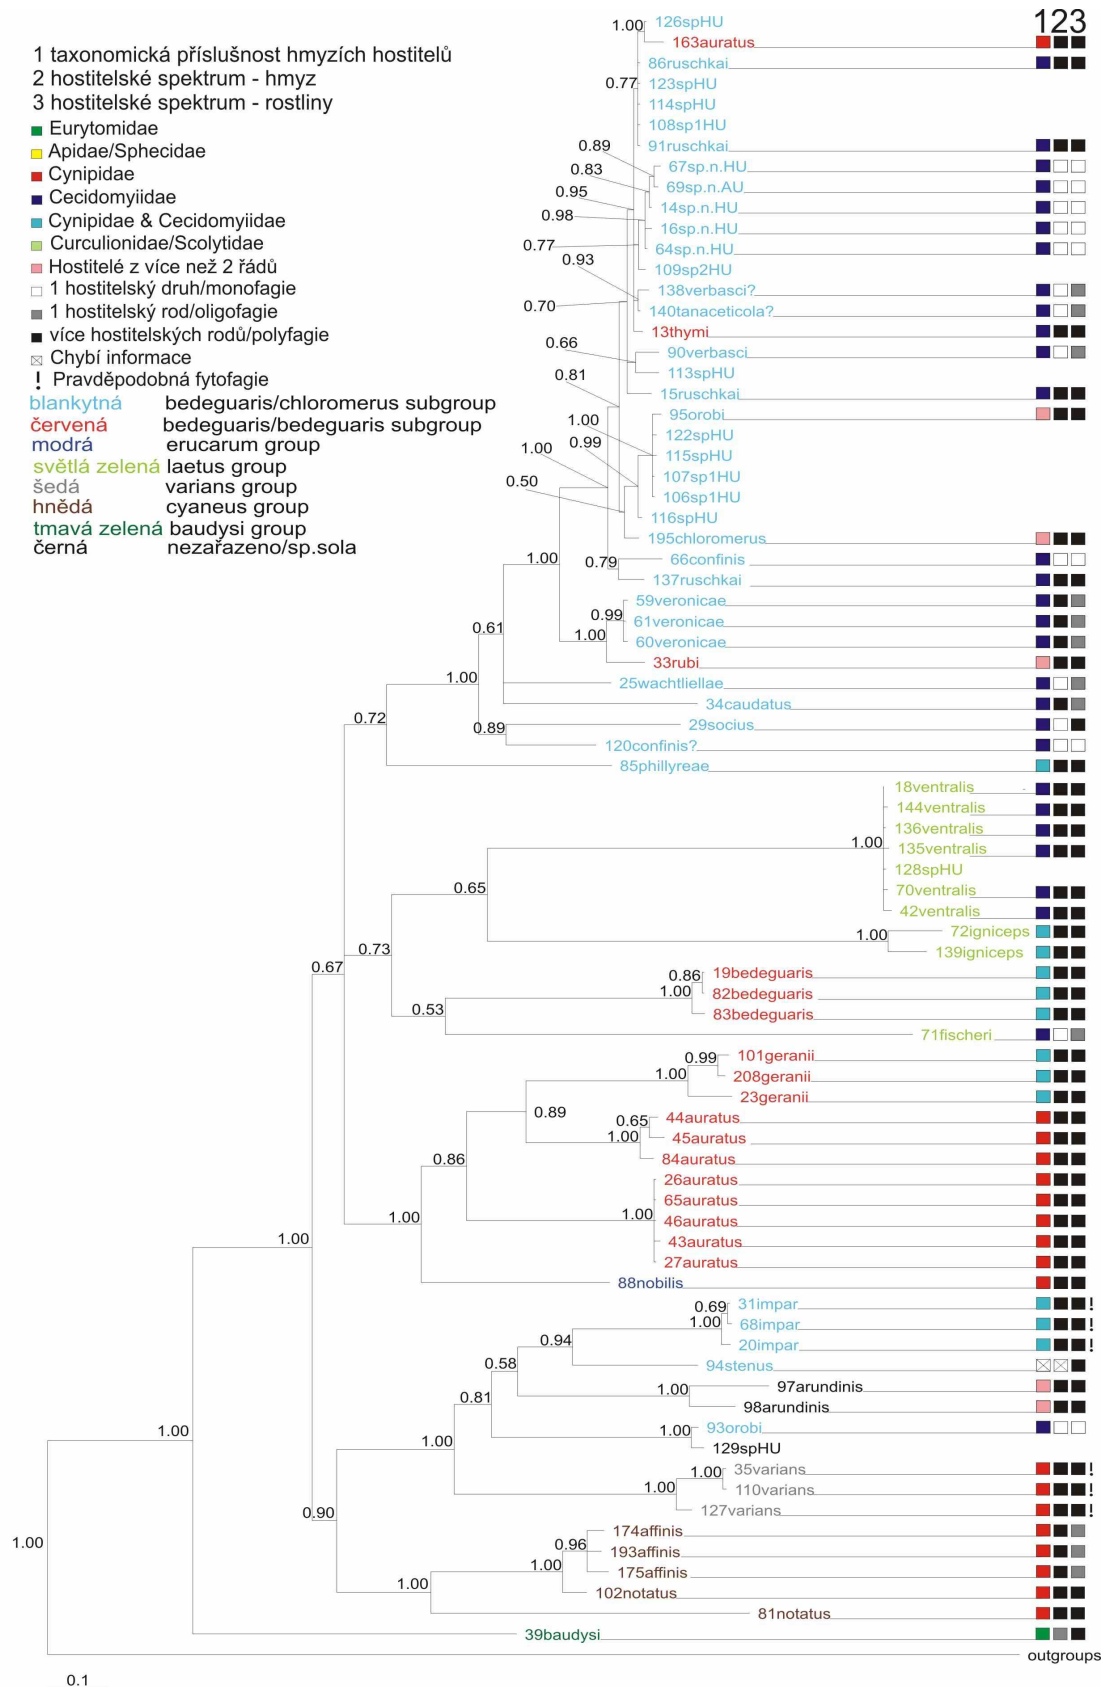 123
1 taxonomická příslušnost hmyzích hostitelů
2 hostitelské spektrum - hmyz
3 hostitelské spektrum - rostliny
Eurytomidae
Apidae/Sphecidae
Cynipidae
Cecidomyiidae
Cynipidae & Cecidomyiidae
Curculionidae/Scolytidae
Hostitelé z více než 2 řádů
1 hostitelský druh/monofagie
1 hostitelský rod/oligofagie
více hostitelských rodů/polyfagie
Chybí informace
! Pravděpodobná fytofagie
blankytná bedeguaris/chloromerus subgroup
červená bedeguaris/bedeguaris subgroup
modrá erucarum group
světlá zelená laetus group
šedá varians group
hnědá cyaneus group
tmavá zelená baudysi group
černá nezařazeno/sp.sola
126spHU
1.00
163auratus
86ruschkai
0.77
123spHU
114spHU
108sp1HU
0.89
91ruschkai
67sp.n.HU
0.83
69sp.n.AU
0.95
14sp.n.HU
0.98
16sp.n.HU
0.77
64sp.n.HU
0.93
109sp2HU
138verbasci?
0.70
140tanaceticola?
13thymi
0.66
90verbasci
113spHU
0.81
15ruschkai
1.00
95orobi
122spHU
1.00
0.99
115spHU
0.50
107sp1HU
106sp1HU
116spHU
195chloromerus
1.00
0.79
66confinis
137ruschkai
59veronicae
0.99
61veronicae
0.61
1.00
60veronicae
33rubi
1.00
25wachtliellae
34caudatus
0.72
0.89
29socius
120confinis?
85phillyreae
18ventralis
144ventralis
136ventralis
1.00
135ventralis
128spHU
0.65
70ventralis
42ventralis
1.00
72igniceps
0.73
139igniceps
0.67
0.86
19bedeguaris
1.00
82bedeguaris
0.53
83bedeguaris
71fischeri
0.99
101geranii
1.00
208geranii
23geranii
0.89
0.65
44auratus
1.00
45auratus
0.86
84auratus
26auratus
65auratus
1.00
1.00
46auratus
1.00
43auratus
27auratus
88nobilis
0.69
31impar !
1.00
68impar !
0.94
20impar !
0.58
94stenus
1.00
97arundinis
0.81
98arundinis
1.00
1.00
93orobi
1.00
129spHU
1.00
35varians !
1.00
110varians !
0.90
127varians !
174affinis
1.00
0.96
193affinis
1.00
175affinis
1.00
102notatus
81notatus
39baudysi
outgroups
0.1